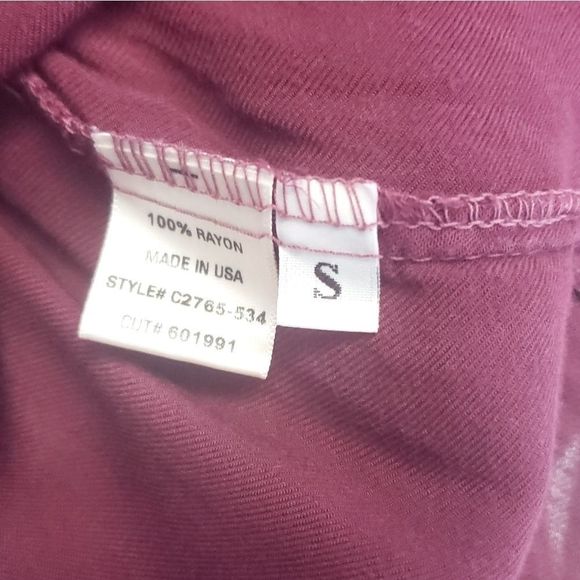 100% RAYON
MADE IN USA
STYLE# C2765-534
CUT# 601991
S